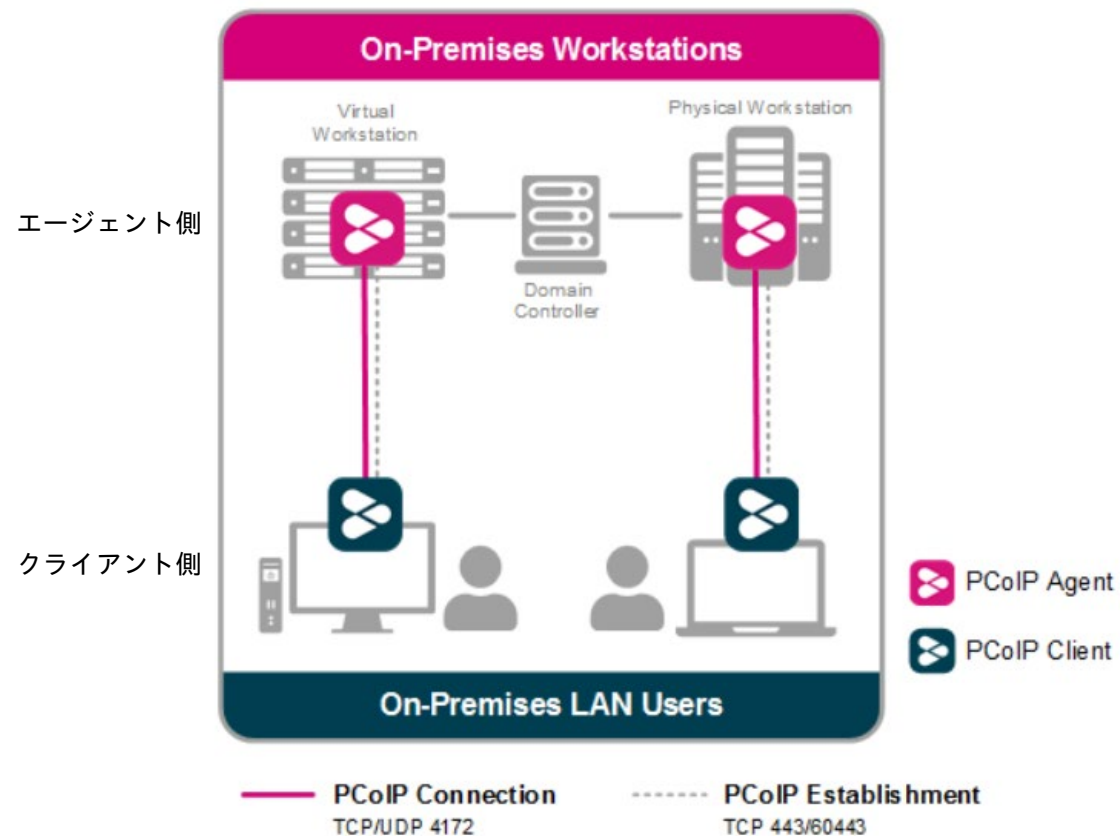 On-Premises Workstations
Virtual
Workstation
Physical Workstation
エージェント側
Domain
Controller
クライアント側
PCoIP Agent
PCoIP Client
On-Premises LAN Users
PCoIP Connection
TCP/UDP 4172
PCoIP Establishment
TCP 443/60443